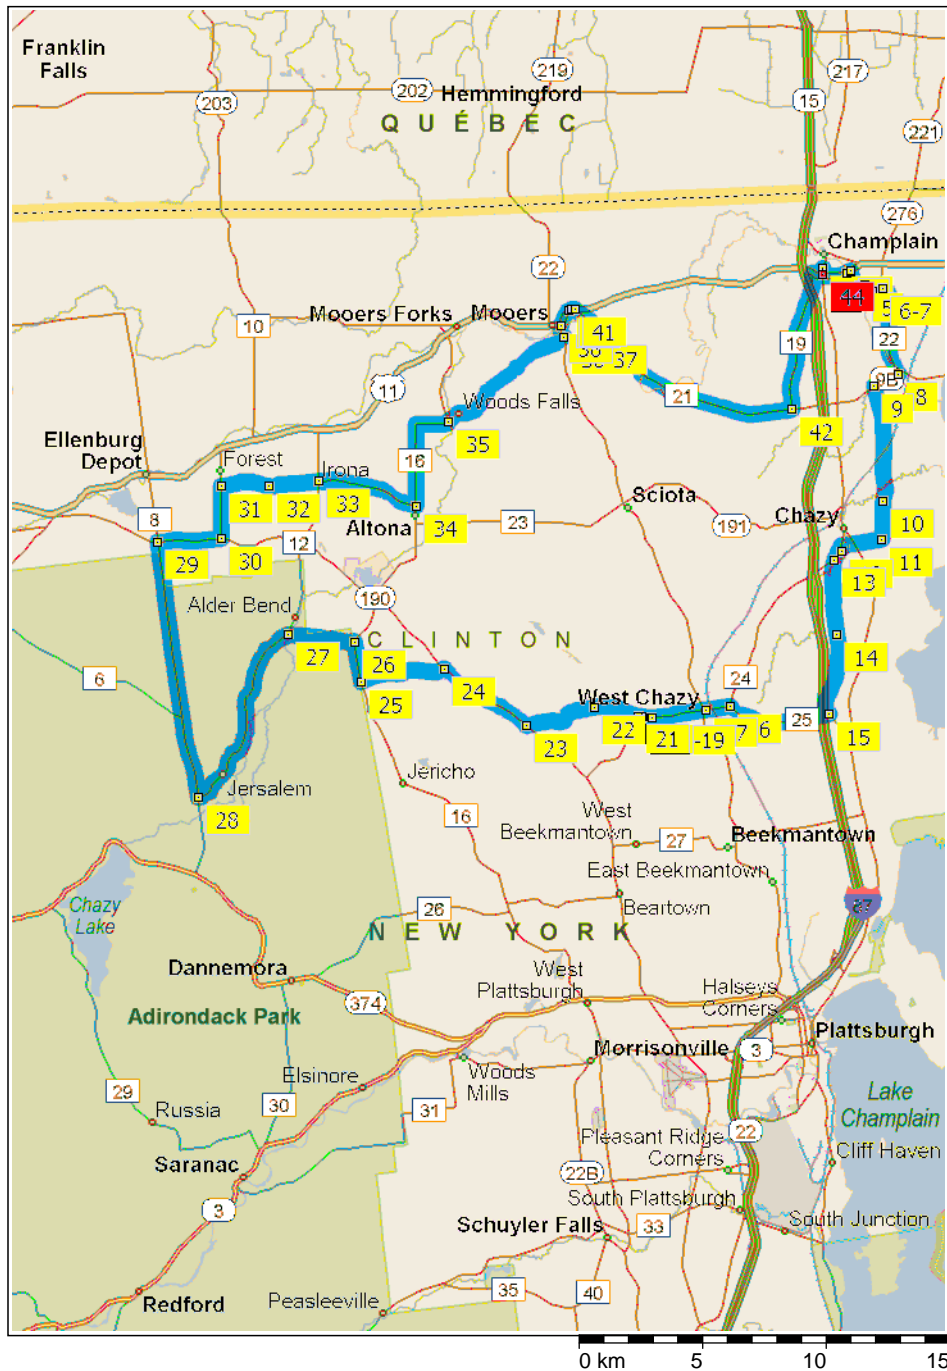 Franklin
Falls
219
217
202
15
203
Hemmingford
QUÉBEC
221
276
Champlain
22
44
5
6-7
Mooers Forks
Mooers
41
10
19
22
37
11
21
9B
8
9
Woods Falls
42
35
16
Ellenburg
Depot
Forest
Irona
31
32
33
Sciota
10
Altona
34
23
191
Chazy
8
12
29
30
11
13
190
Alder Bend
CLINTON
27
26
14
6
24
25
24
West Chazy
22
21
-19
7
6
25
15
23
Jericho
Jersalem
28
16
West
Beekmantown
27
Beekmantown
East Beekmantown
Beartown
87
Chazy
Lake
26
NEW YORK
Dannemora
West
Plattsburgh
Halseys
Corners
374
Adirondack Park
Plattsburgh
Morrisonville
3
Woods
Mills
Elsinore
29
30
31
Russia
Lake
Champlain
22
Pleasant Ridge
Corners
Cliff Haven
Saranac
22B
South Plattsburgh
3
33
South Junction
Schuyler Falls
35
40
Redford
Peasleeville
0 km 5 10 15